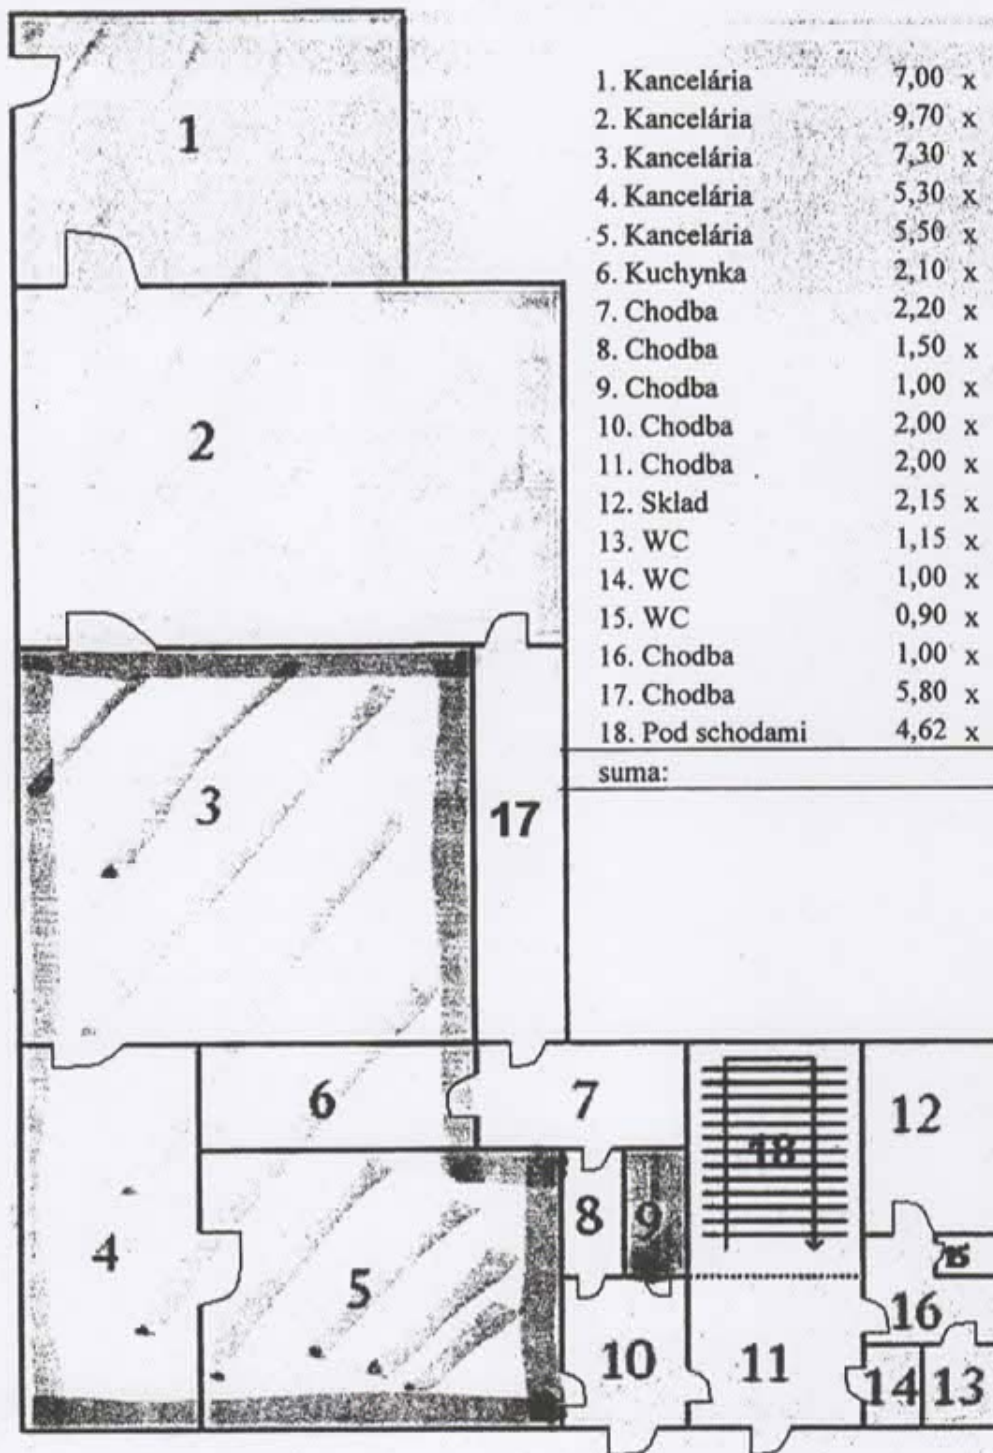 1. Kancelária 7,00 x
2. Kancelária 9,70 x
3. Kancelária 7,30 x
4. Kancelária 5,30 x
5. Kancelária 5,50 x
6. Kuchynka 2,10 x
7. Chodba 2,20 x
8. Chodba 1,50 x
9. Chodba 1,00 x
10. Chodba 2,00 x
11. Chodba 2,00 x
12. Sklad 2,15 x
13. WC 1,15 x
14. WC 1,00 x
15. WC 0,90 x
16. Chodba 1,00 x
17. Chodba 5,80 x
18. Pod schodami 4,62 x
suma:
1
2
3
17
6
7
18
12
4
5
8
9
15
16
10
11
14
13